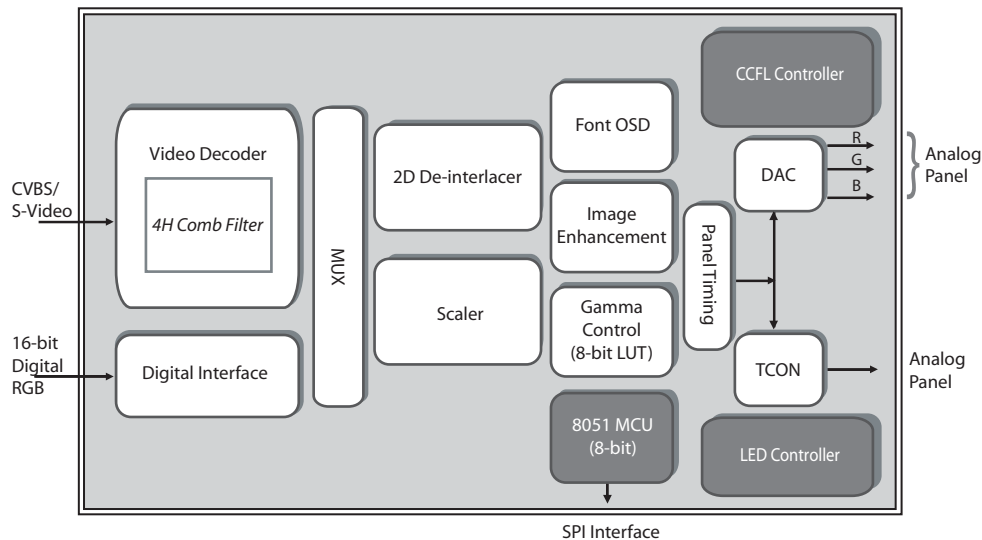 CVBS/
S-Video
16-bit
Digital
RGB
Video Decoder
4H Comb Filter
Digital Interface
MUX
2D De-interlacer
Scaler
Font OSD
Image
Enhancement
Gamma
Control
(8-bit LUT)
8051 MCU
(8-bit)
SPI Interface
Panel Timing
CCFL Controller
DAC
R
G
B
Analog
Panel
TCON
Analog
Panel
LED Controller